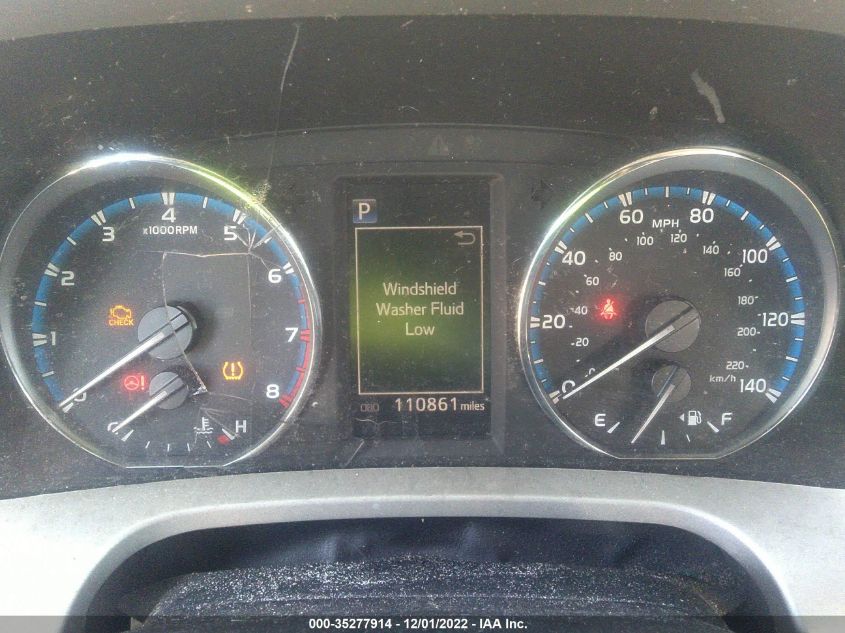 4
3
5
x1000RPM
2
6
CHECK
1
7
0
8
C
H
P
Windshield
Washer Fluid
Low
ODO
110861 miles
60
MPH
80
100
120
40
80
140
100
60
160
40
180
20
200
120
20
220
0
km/h
140
E
F
000-35277914 - 12/01/2022 - IAA Inc.